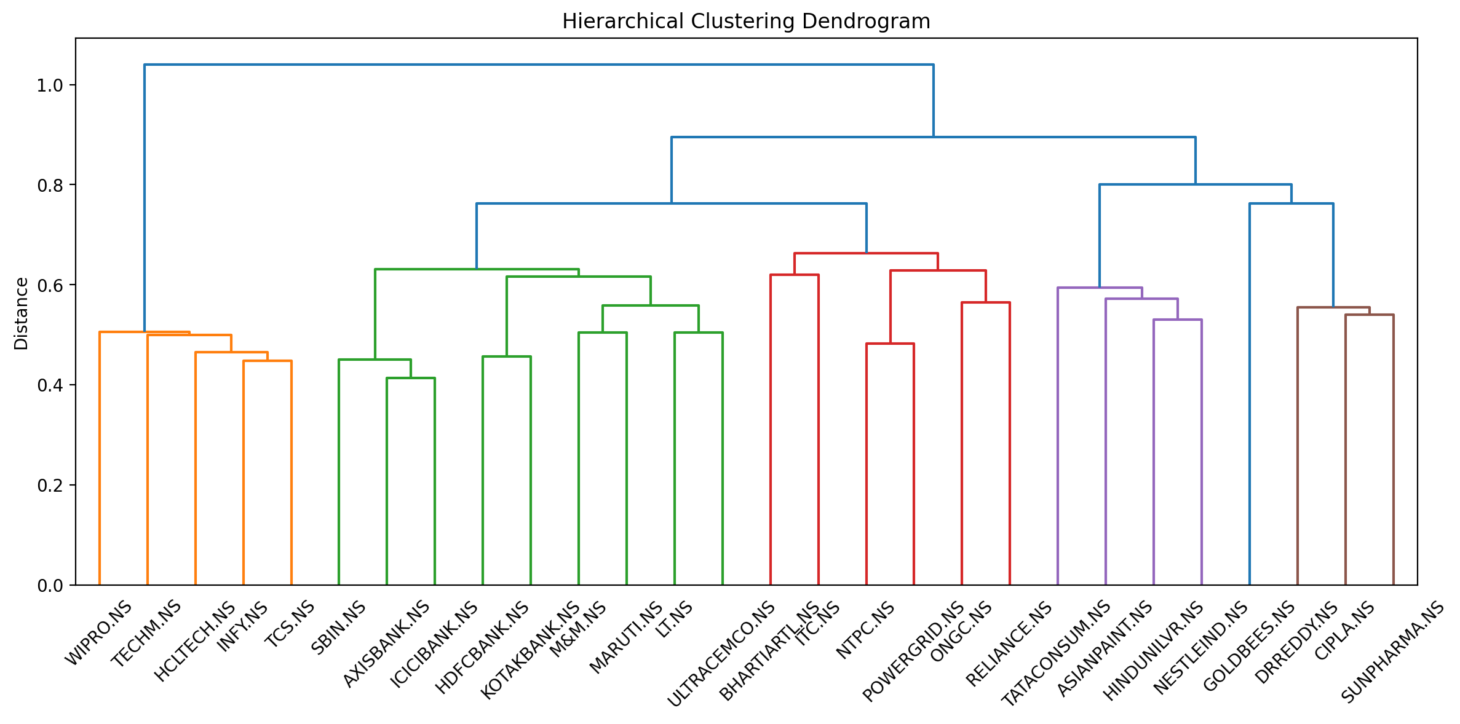 Hierarchical Clustering Dendrogram
Distance
1.0
0.8
0.6
0.4
0.2
0.0
WIPRO.NS
TECHM.NS
HCLTECH.NS
INFY.NS
TCS.NS
SBIN.NS
AXISBANK.NS
ICICIBANK.NS
HDFCBANK.NS
KOTAKBANK.NS
M&M.NS
MARUTI.NS
LT.NS
ULTRACEMCO.NS
BHARTIARTL.NS
ITC.NS
NTPC.NS
POWERGRID.NS
ONGC.NS
RELIANCE.NS
TATACONSUM.NS
ASIANPAINT.NS
HINDUNILVR.NS
NESTLEIND.NS
GOLDBEES.NS
DRREDDY.NS
CIPLA.NS
SUNPHARMA.NS